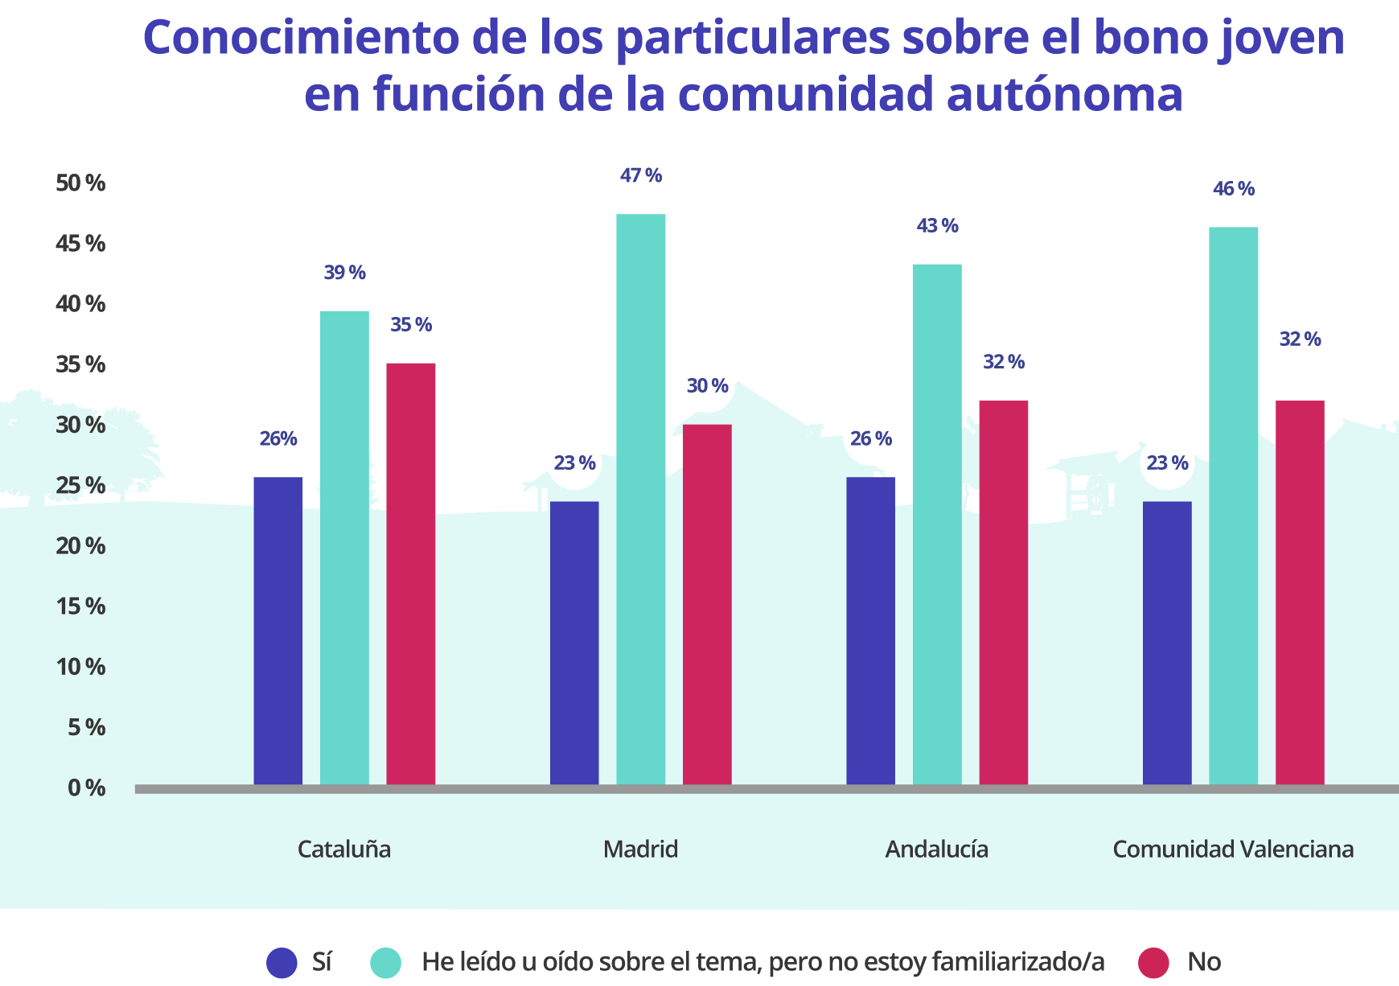 Conocimiento de los particulares sobre el bono joven
en función de la comunidad autónoma
50 %
45 %
40 %
35 %
30 %
25 %
20 %
15 %
10 %
5 %
0 %
26%
39 %
35 %
23 %
47 %
30 %
26 %
43 %
32 %
23 %
46 %
32 %
Cataluña
Madrid
Andalucía
Comunidad Valenciana
Sí
He leído u oído sobre el tema, pero no estoy familiarizado/a
No